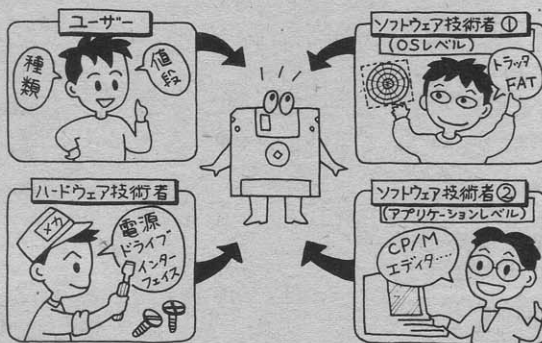 ユーザー
種類
値段
ソフトウェア技術者①
(OSレベル)
トラック
FAT
ハードウェア技術者
メカ
電源
ドライブ
インター
フェイス
ソフトウェア技術者②
(アプリケーションレベル)
CP/M
エディタ……